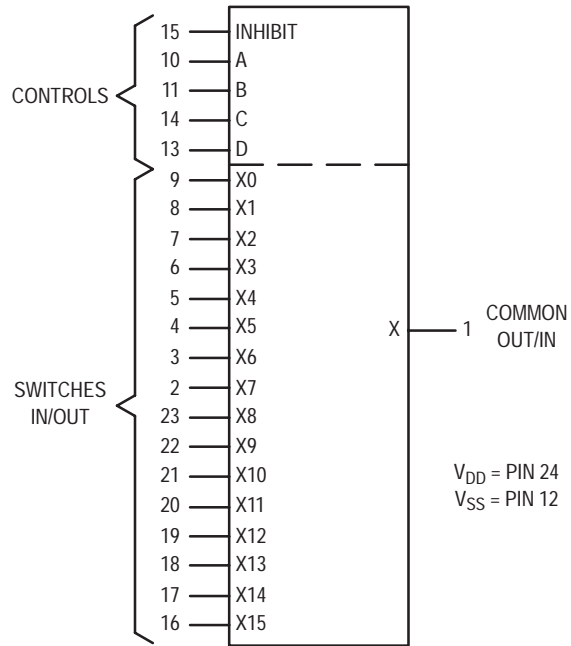 CONTROLS
15 INHIBIT
10 A
11 B
14 C
13 D
SWITCHES
IN/OUT
9 X0
8 X1
7 X2
6 X3
5 X4
4 X5
3 X6
2 X7
23 X8
22 X9
21 X10
20 X11
19 X12
18 X13
17 X14
16 X15
X 1 COMMON
OUT/IN
VDD = PIN 24
VSS = PIN 12